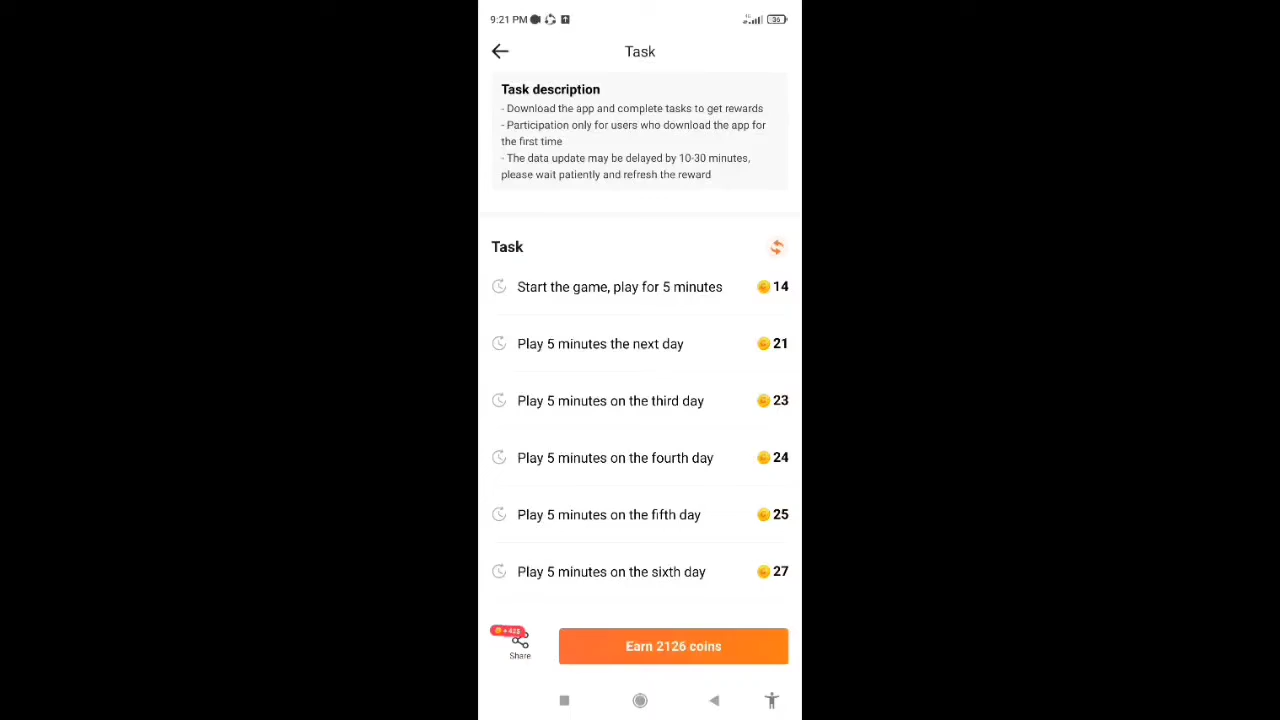 9:21 PM
36
Task
Task description
- Download the app and complete tasks to get rewards
- Participation only for users who download the app for
the first time
- The data update may be delayed by 10-30 minutes,
please wait patiently and refresh the reward
Task
Start the game, play for 5 minutes 14
Play 5 minutes the next day 21
Play 5 minutes on the third day 23
Play 5 minutes on the fourth day 24
Play 5 minutes on the fifth day 25
Play 5 minutes on the sixth day 27
Share
Earn 2126 coins